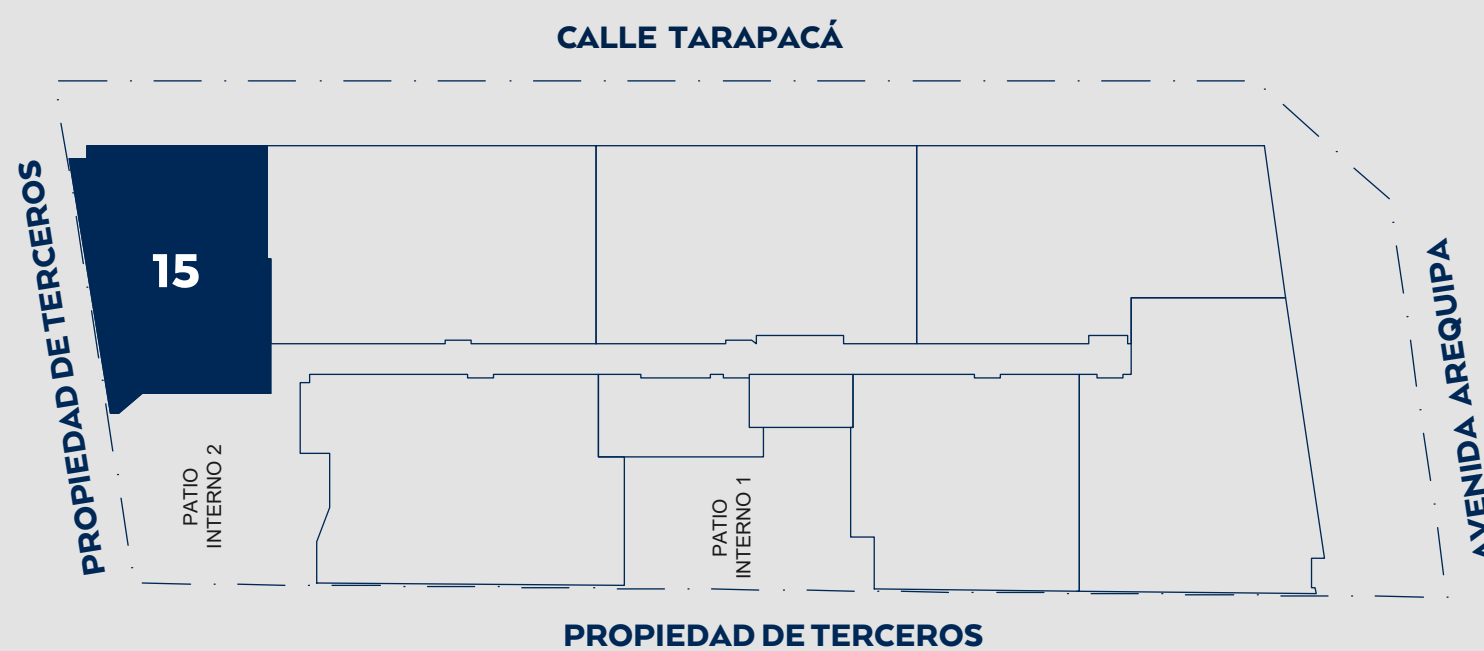 CALLE TARAPACÁ
PROPIEDAD DE TERCEROS
15
AVENIDA AREQUIPA
PATIO
INTERNO 2
PATIO
INTERNO 1
PROPIEDAD DE TERCEROS